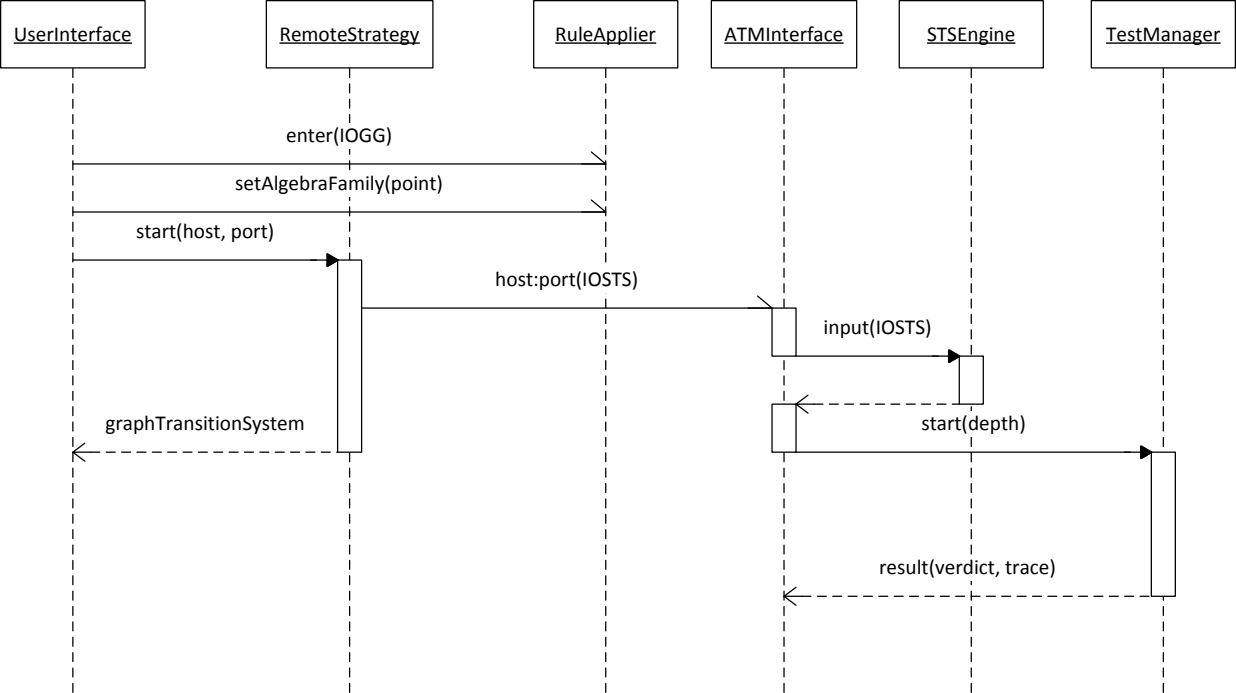 UserInterface
RemoteStrategy
RuleApplier
ATMInterface
STSEngine
TestManager
enter(IOGG)
setAlgebraFamily(point)
start(host, port)
host:port(IOSTS)
input(IOSTS)
graphTransitionSystem
start(depth)
result(verdict, trace)